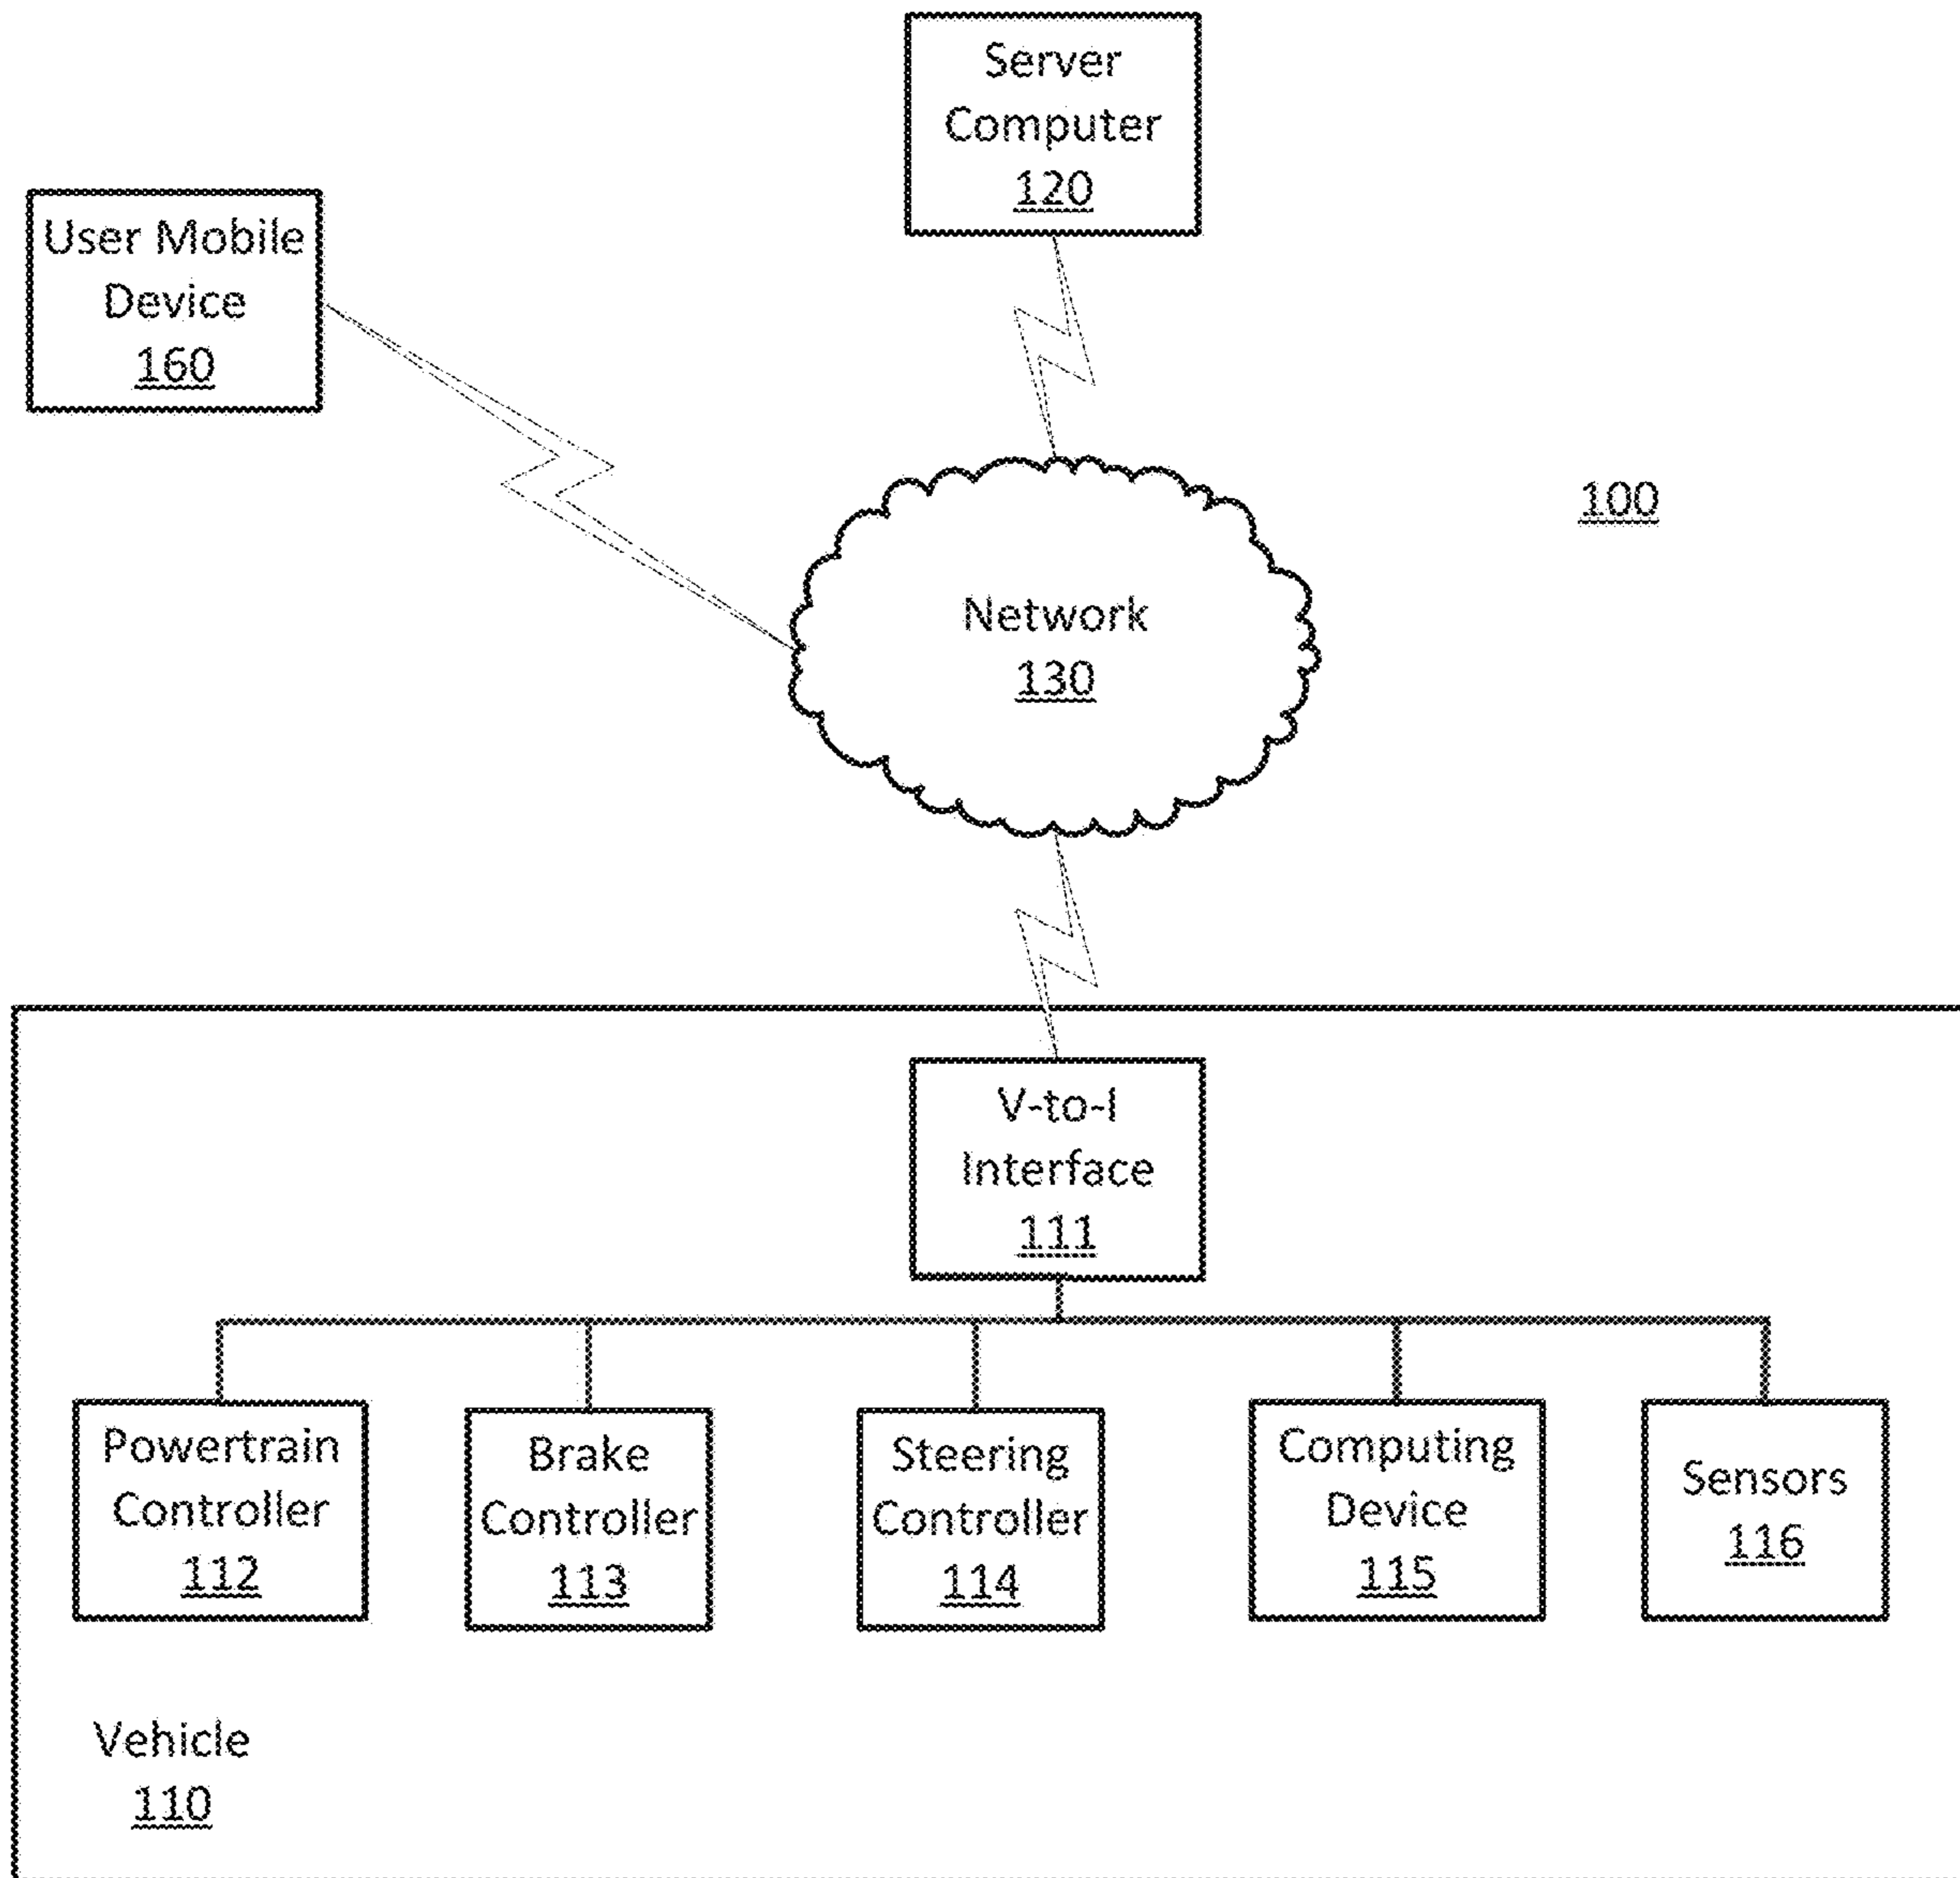 Server
Computer
120
User Mobile
Device
160
100
Network
130
V-to-I
Interface
111
Powertrain
Controller
112
Brake
Controller
113
Steering
Controller
114
Computing
Device
115
Sensors
116
Vehicle
110